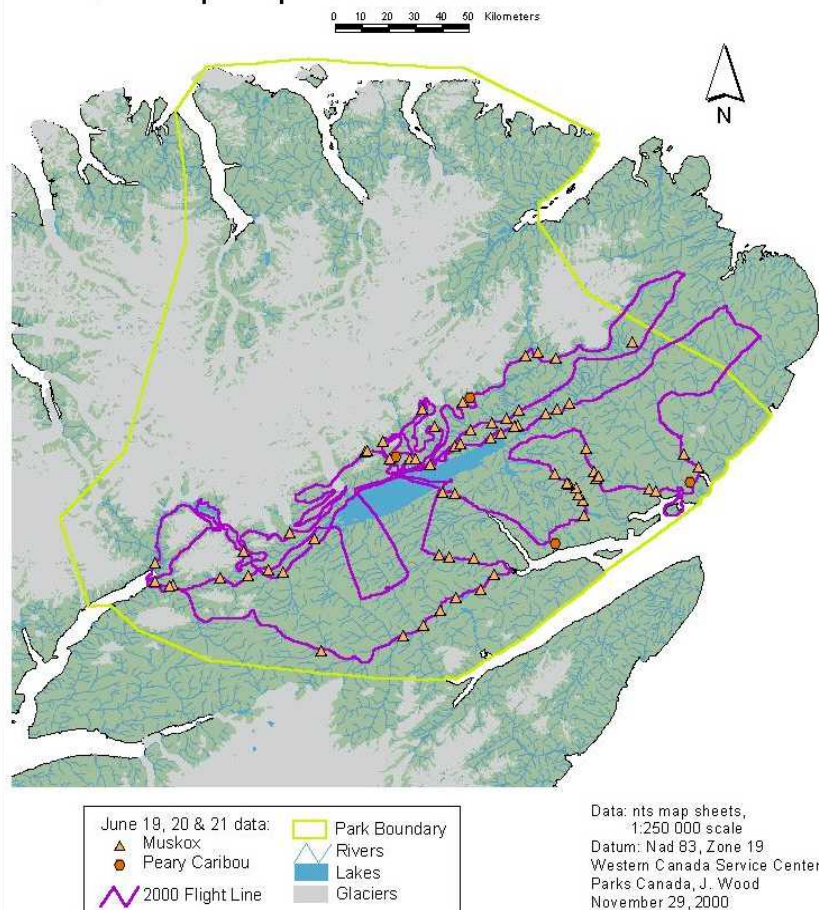 0 10 20 30 40 50 Kilometers
N
June 19, 20 & 21 data:
Muskox
Peary Caribou
2000 Flight Line
Park Boundary
Rivers
Lakes
Glaciers
Data: nts map sheets,
1:250 000 scale
Datum: Nad 83, Zone 19
Western Canada Service Center
Parks Canada, J. Wood
November 29, 2000